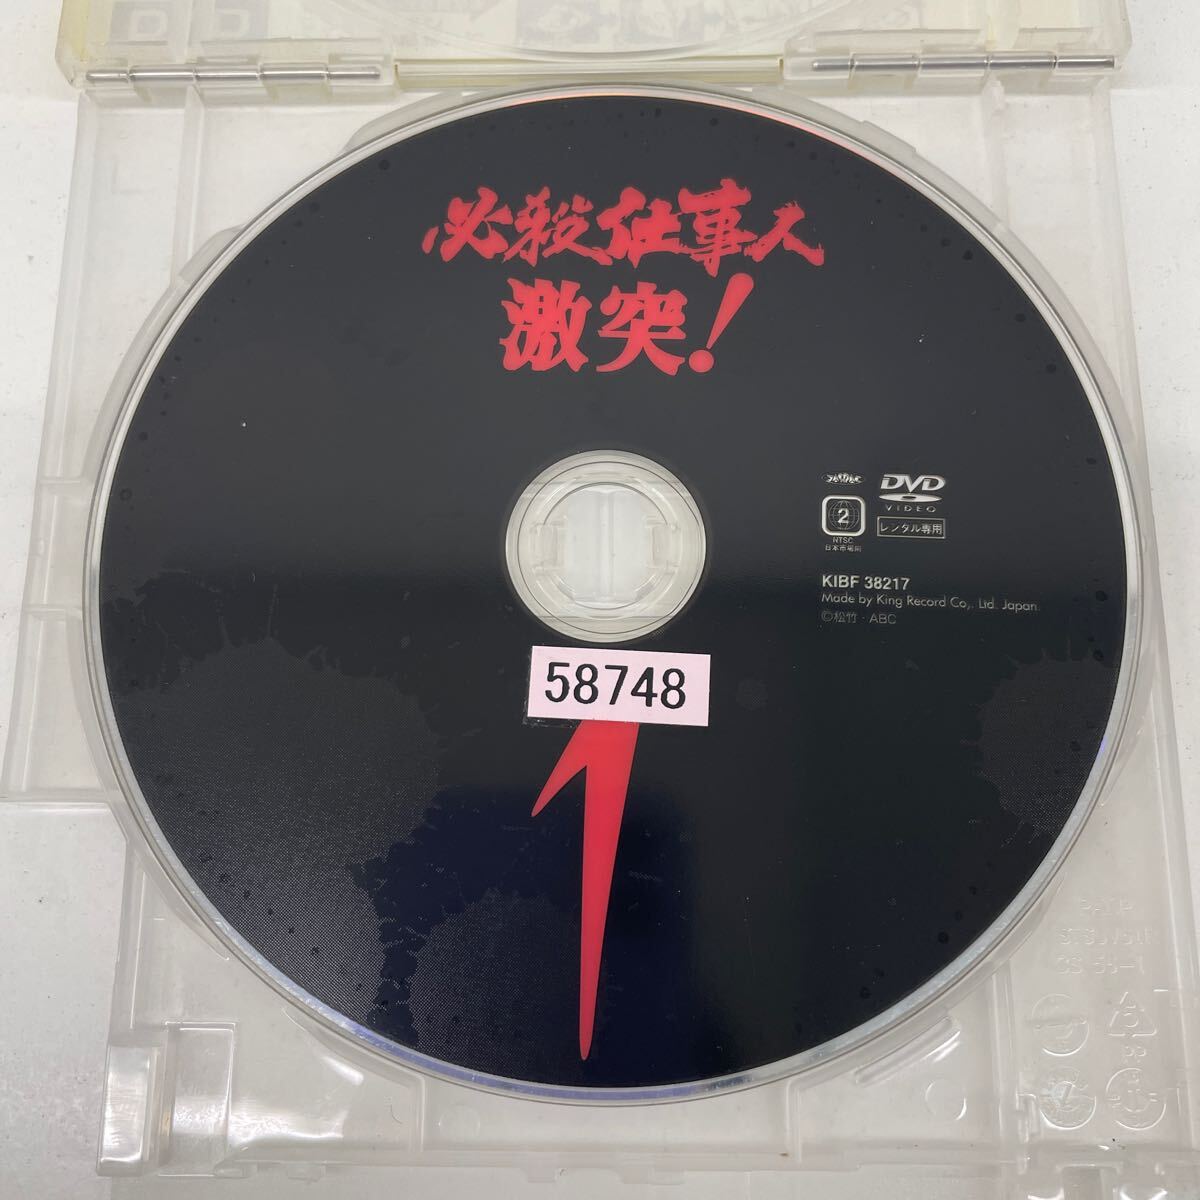 必殺仕事人
激突!
DVD
VIDEO
2
NTSC
日本市場用
レンタル専用
KIBF 38217
Made by King Record Co,. Ltd. Japan.
©松竹・ABC
58748
1